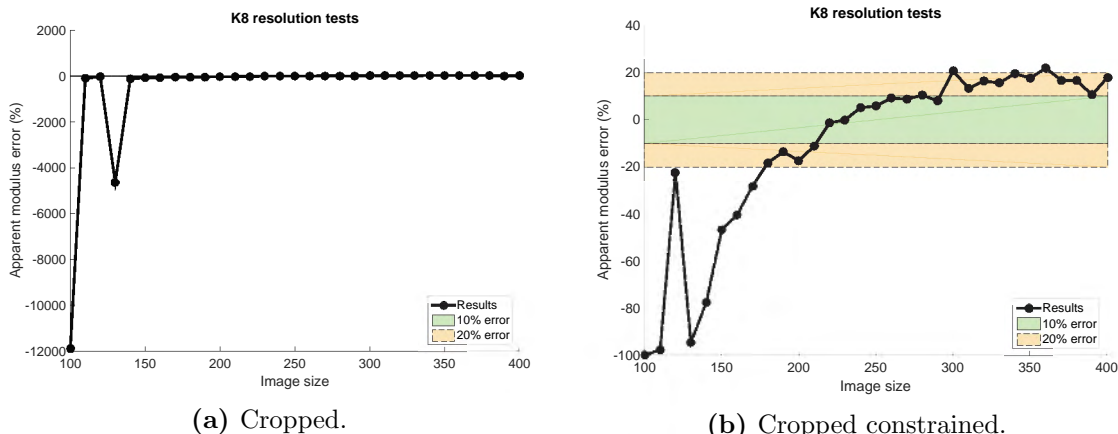 K8 resolution tests
2000
0
-2000
-4000
-6000
-8000
-10000
-12000
Apparent modulus error (%)
100 150 200 250 300 350 400
Image size
Results
10% error
20% error
(a) Cropped.
K8 resolution tests
40
20
0
-20
-40
-60
-80
-100
Apparent modulus error (%)
100 150 200 250 300 350 400
Image size
Results
10% error
20% error
(b) Cropped constrained.